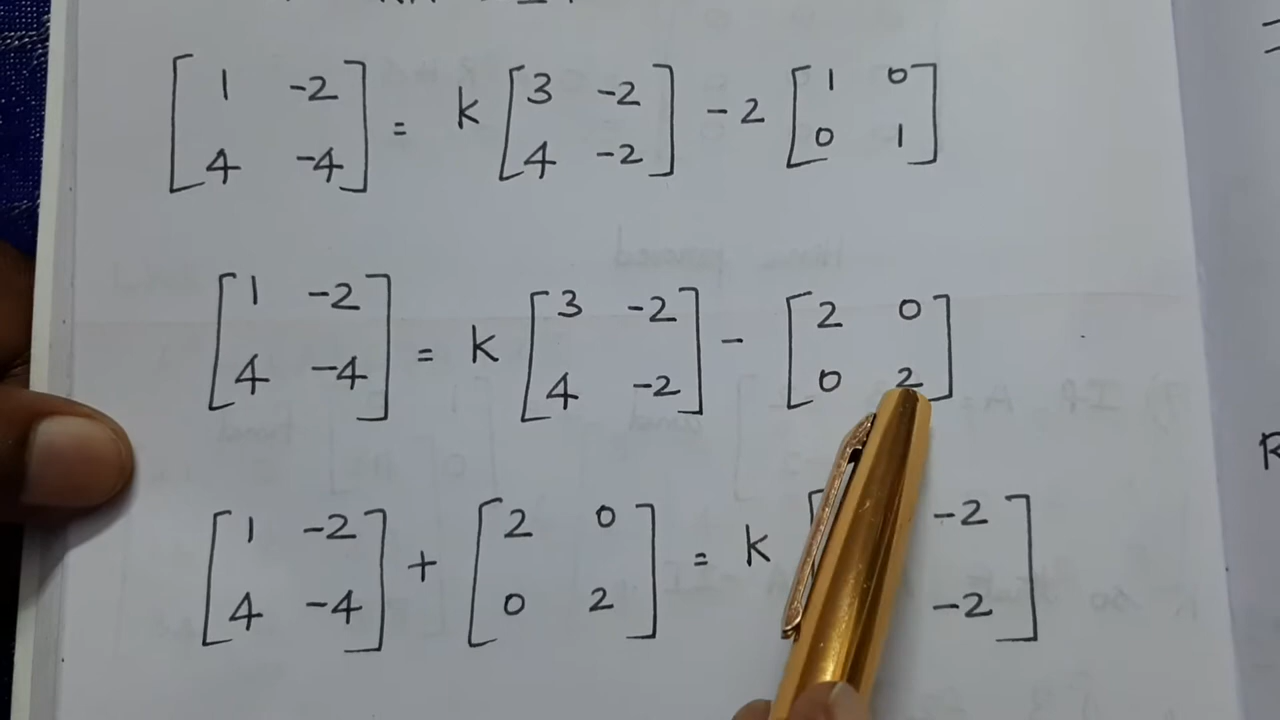 [1 -2; 4 -4] = k [3 -2; 4 -2] - 2 [1 0; 0 1]
[1 -2; 4 -4] = k [3 -2; 4 -2] - [2 0; 0 2]
[1 -2; 4 -4] + [2 0; 0 2] = k [ -2; -2]